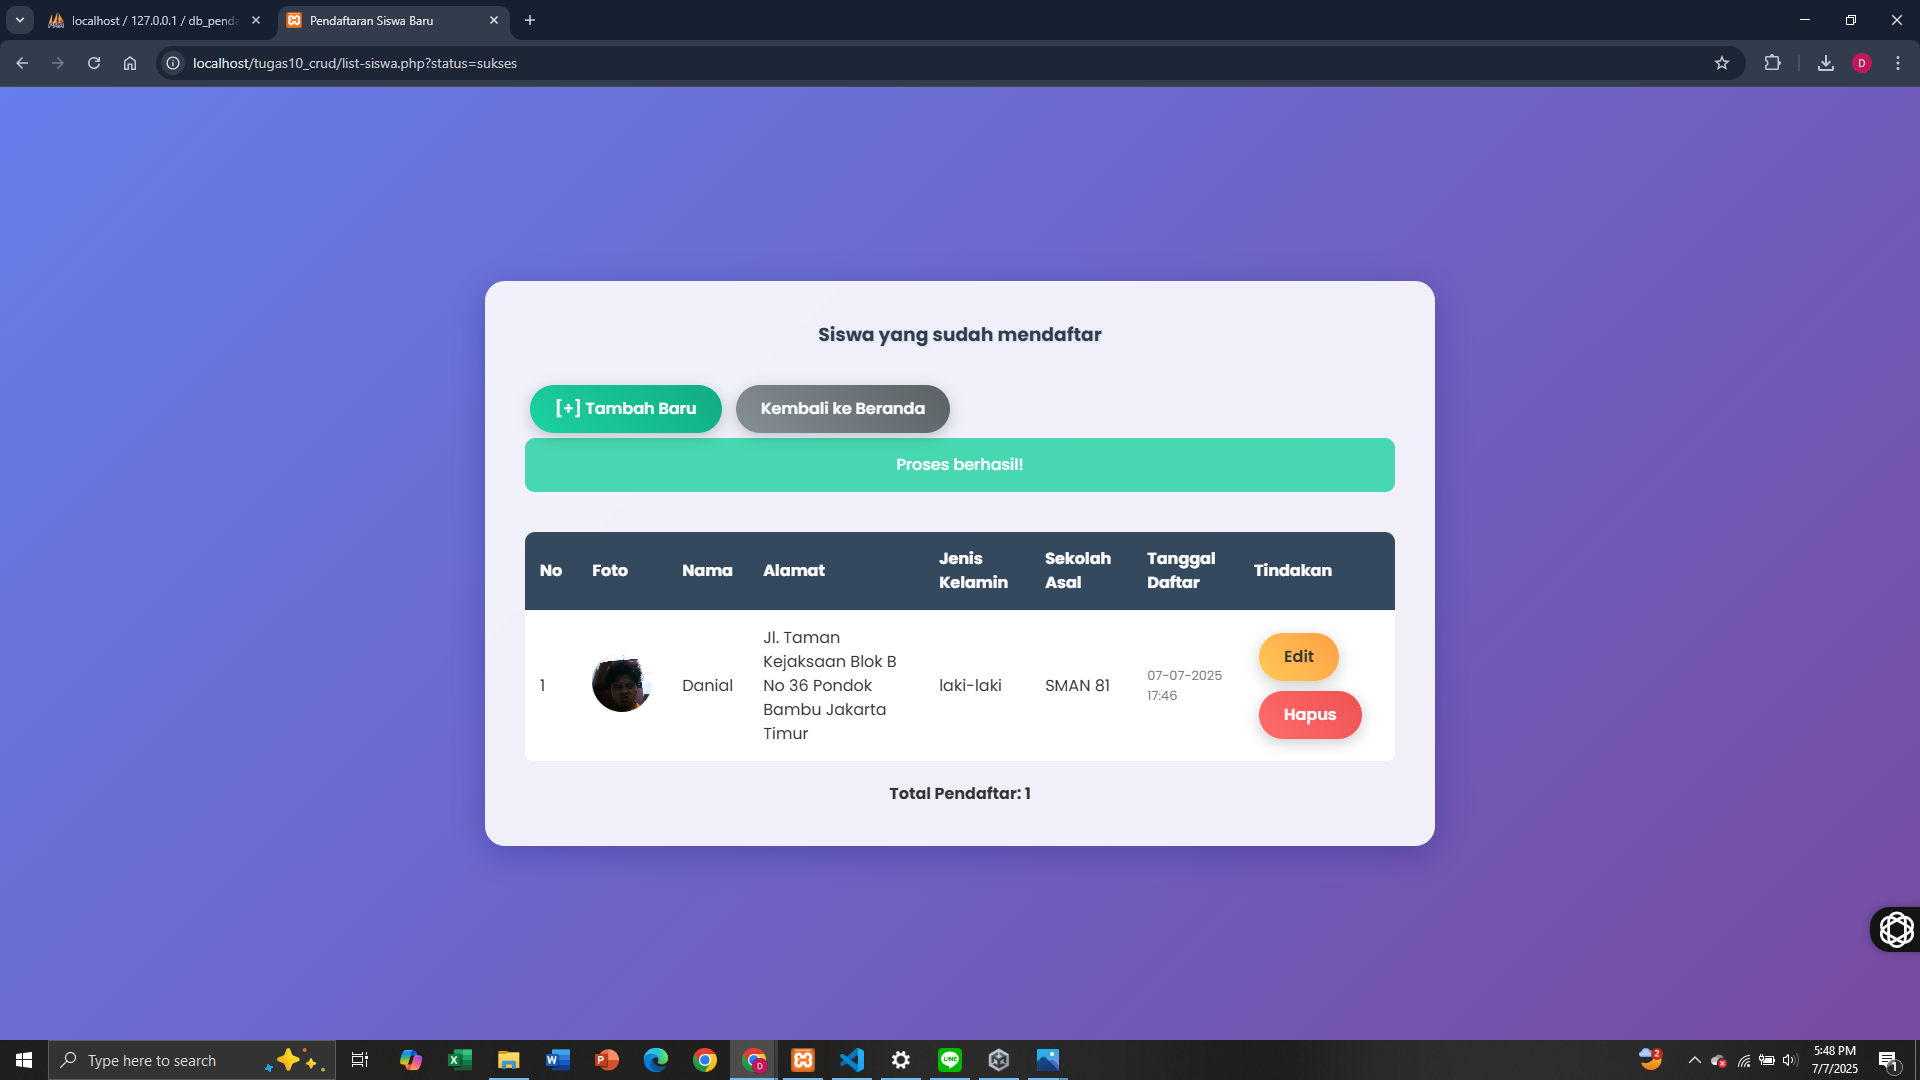 localhost / 127.0.0.1 / db_penda
Pendaftaran Siswa Baru
localhost/tugas10_crud/list-siswa.php?status=sukses
D
Siswa yang sudah mendaftar
[+] Tambah Baru
Kembali ke Beranda
Proses berhasil!
No
Foto
Nama
Alamat
Jenis
Kelamin
Sekolah
Asal
Tanggal
Daftar
Tindakan
1
Danial
Jl. Taman
Kejaksaan Blok B
No 36 Pondok
Bambu Jakarta
Timur
laki-laki
SMAN 81
07-07-2025
17:46
Edit
Hapus
Total Pendaftar: 1
Type here to search
D
2
5:48 PM
7/7/2025
1